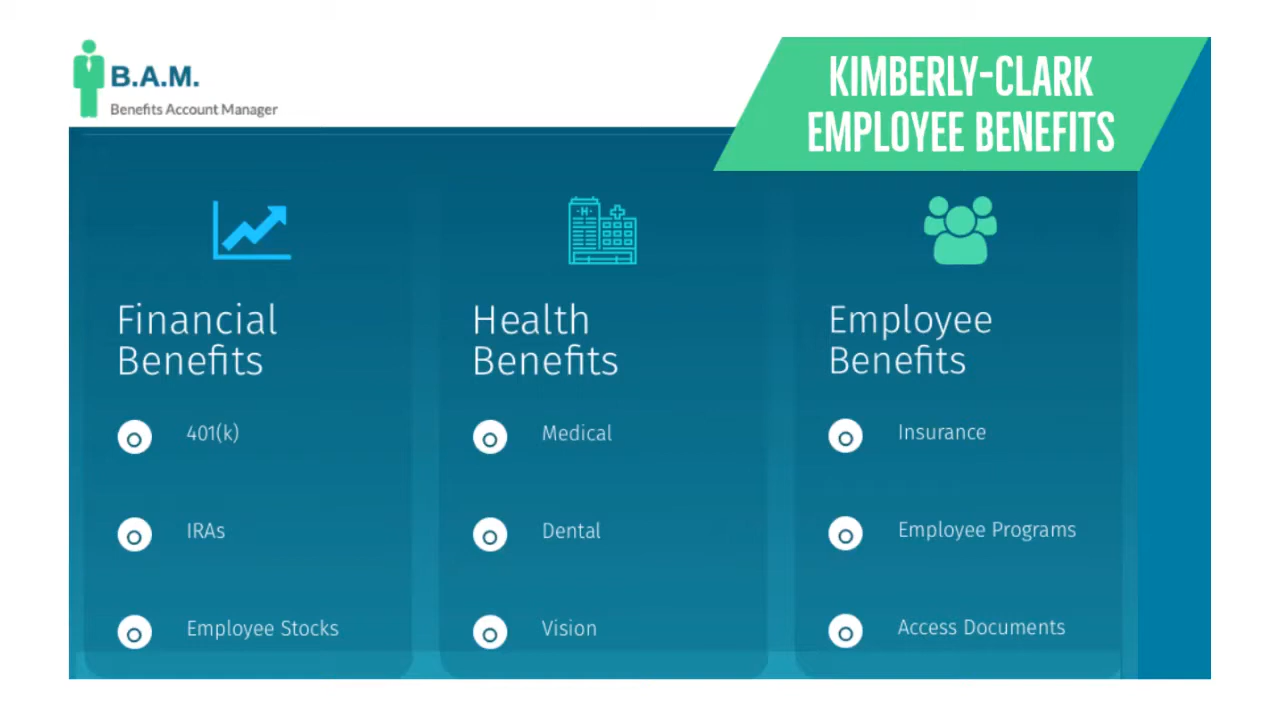 B.A.M.
Benefits Account Manager
KIMBERLY-CLARK
EMPLOYEE BENEFITS
Financial
Benefits
401(k)
IRAs
Employee Stocks
Health
Benefits
Medical
Dental
Vision
Employee
Benefits
Insurance
Employee Programs
Access Documents